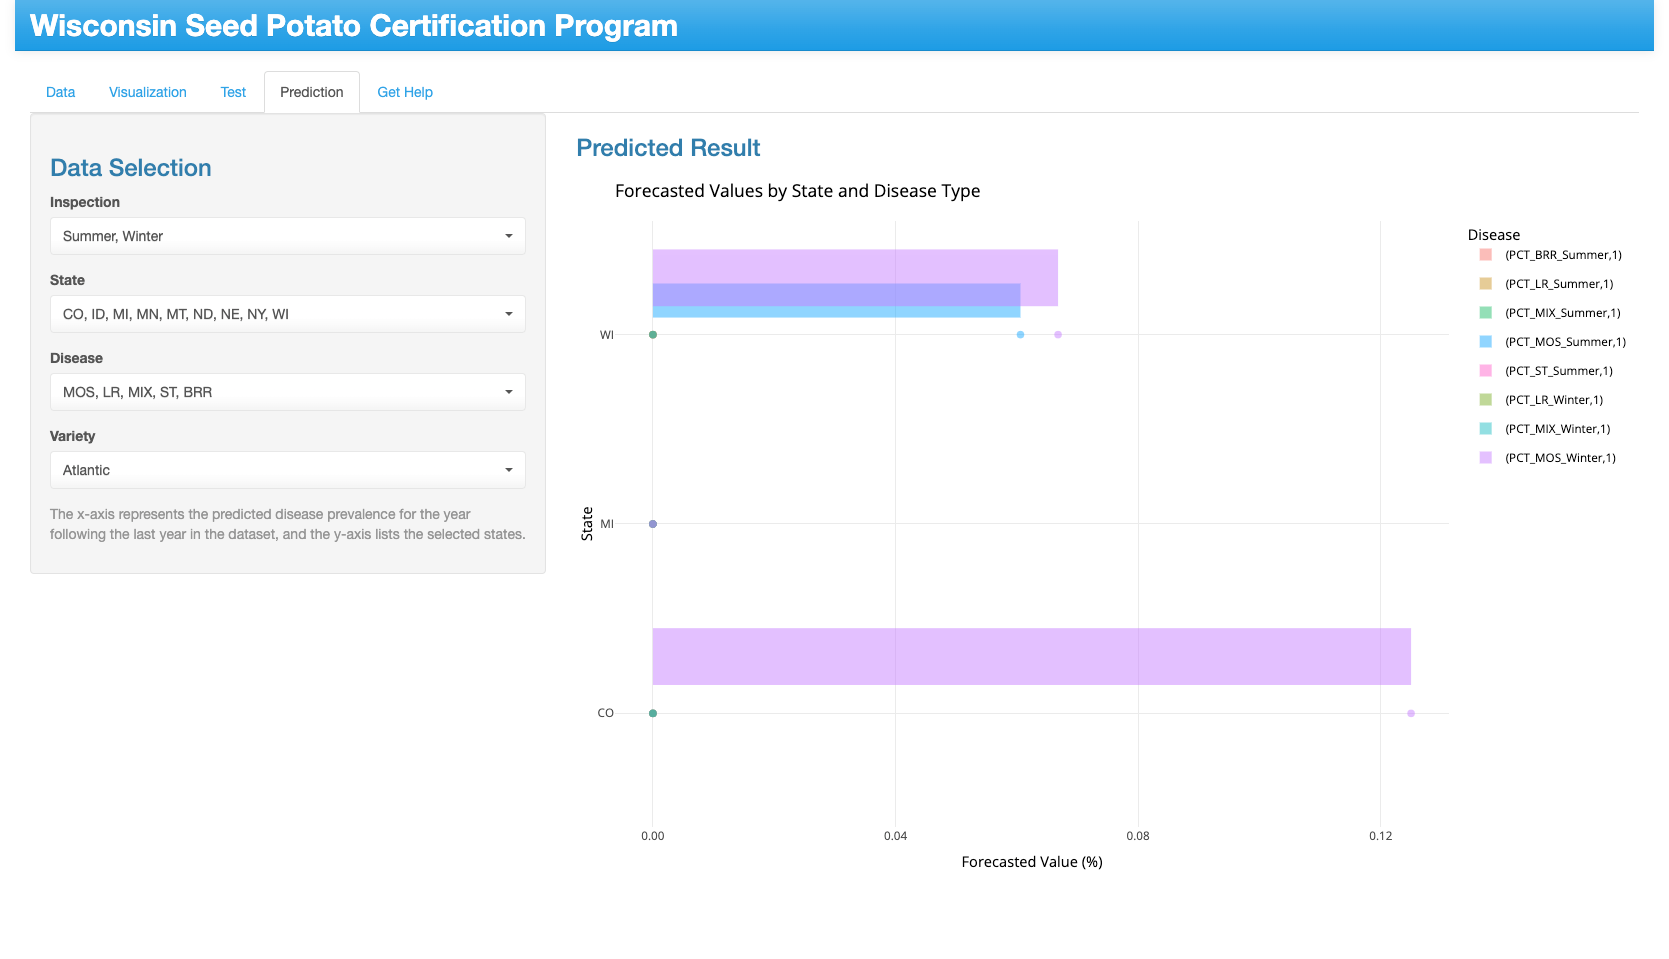 Wisconsin Seed Potato Certification Program
Data
Visualization
Test
Prediction
Get Help
Data Selection
Inspection
Summer, Winter
State
CO, ID, MI, MN, MT, ND, NE, NY, WI
Disease
MOS, LR, MIX, ST, BRR
Variety
Atlantic
The x-axis represents the predicted disease prevalence for the year
following the last year in the dataset, and the y-axis lists the selected states.
Predicted Result
Forecasted Values by State and Disease Type
State
WI
MI
CO
0.00
0.04
0.08
0.12
Forecasted Value (%)
Disease
(PCT_BRR_Summer,1)
(PCT_LR_Summer,1)
(PCT_MIX_Summer,1)
(PCT_MOS_Summer,1)
(PCT_ST_Summer,1)
(PCT_LR_Winter,1)
(PCT_MIX_Winter,1)
(PCT_MOS_Winter,1)